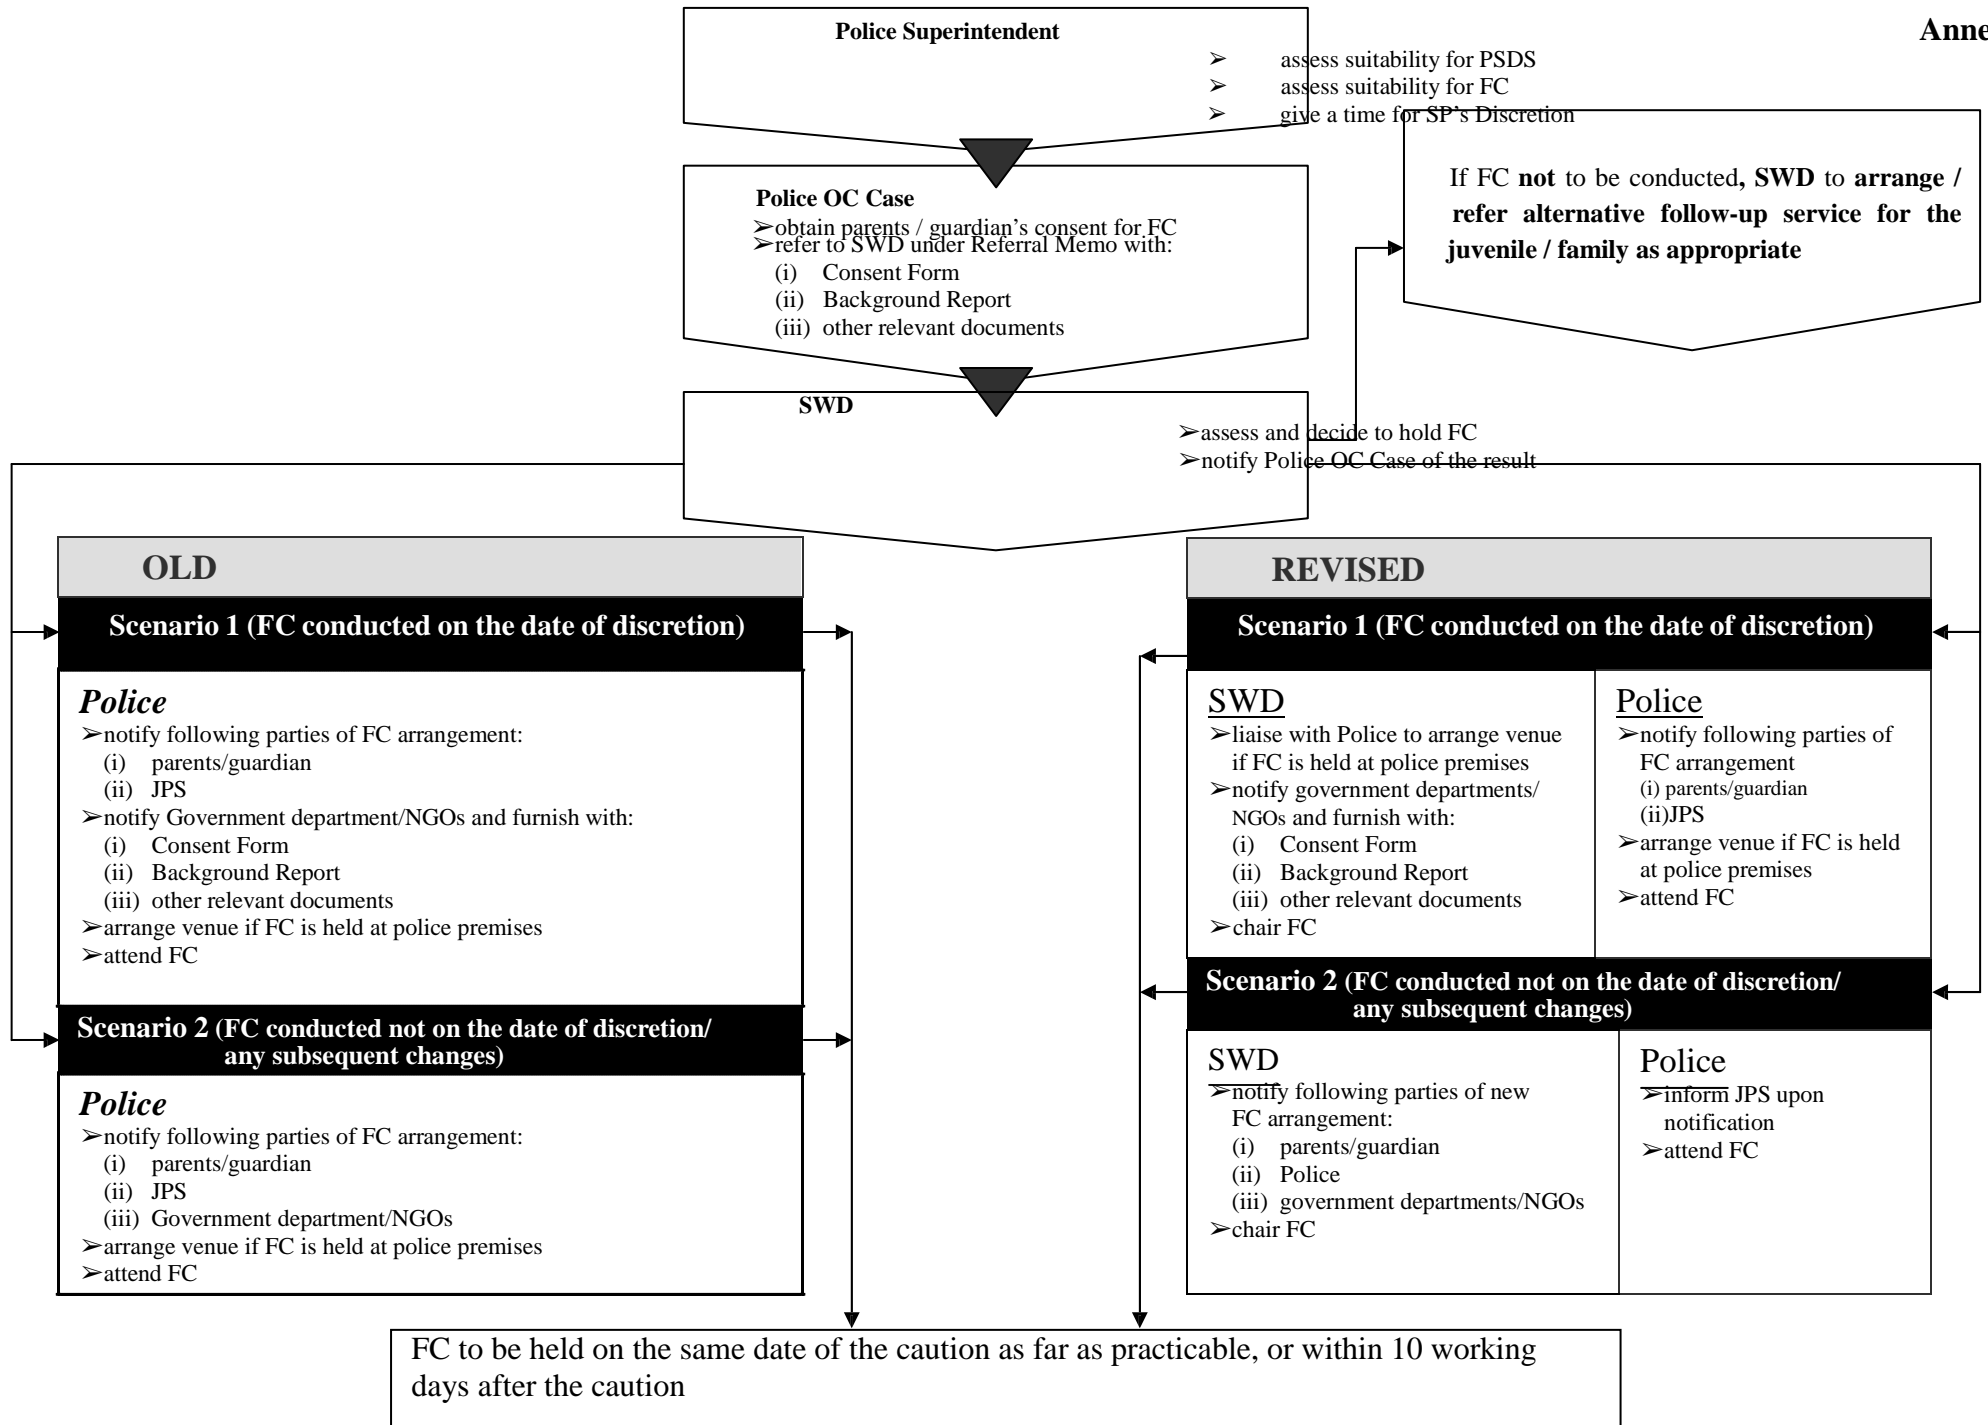 Anne
Police Superintendent
➢ assess suitability for PSDS
➢ assess suitability for FC
➢ give a time for SP’s Discretion
If FC not to be conducted, SWD to arrange /
refer alternative follow-up service for the
juvenile / family as appropriate
Police OC Case
➢obtain parents / guardian’s consent for FC
➢refer to SWD under Referral Memo with:
(i) Consent Form
(ii) Background Report
(iii) other relevant documents
SWD
➢assess and decide to hold FC
➢notify Police OC Case of the result
OLD
Scenario 1 (FC conducted on the date of discretion)
Police
➢notify following parties of FC arrangement:
(i) parents/guardian
(ii) JPS
➢notify Government department/NGOs and furnish with:
(i) Consent Form
(ii) Background Report
(iii) other relevant documents
➢arrange venue if FC is held at police premises
➢attend FC
Scenario 2 (FC conducted not on the date of discretion/
any subsequent changes)
Police
➢notify following parties of FC arrangement:
(i) parents/guardian
(ii) JPS
(iii) Government department/NGOs
➢arrange venue if FC is held at police premises
➢attend FC
REVISED
Scenario 1 (FC conducted on the date of discretion)
SWD
➢liaise with Police to arrange venue
if FC is held at police premises
➢notify government departments/
NGOs and furnish with:
(i) Consent Form
(ii) Background Report
(iii) other relevant documents
➢chair FC
Police
➢notify following parties of
FC arrangement
(i) parents/guardian
(ii)JPS
➢arrange venue if FC is held
at police premises
➢attend FC
Scenario 2 (FC conducted not on the date of discretion/
any subsequent changes)
SWD
➢notify following parties of new
FC arrangement:
(i) parents/guardian
(ii) Police
(iii) government departments/NGOs
➢chair FC
Police
➢inform JPS upon
notification
➢attend FC
FC to be held on the same date of the caution as far as practicable, or within 10 working
days after the caution